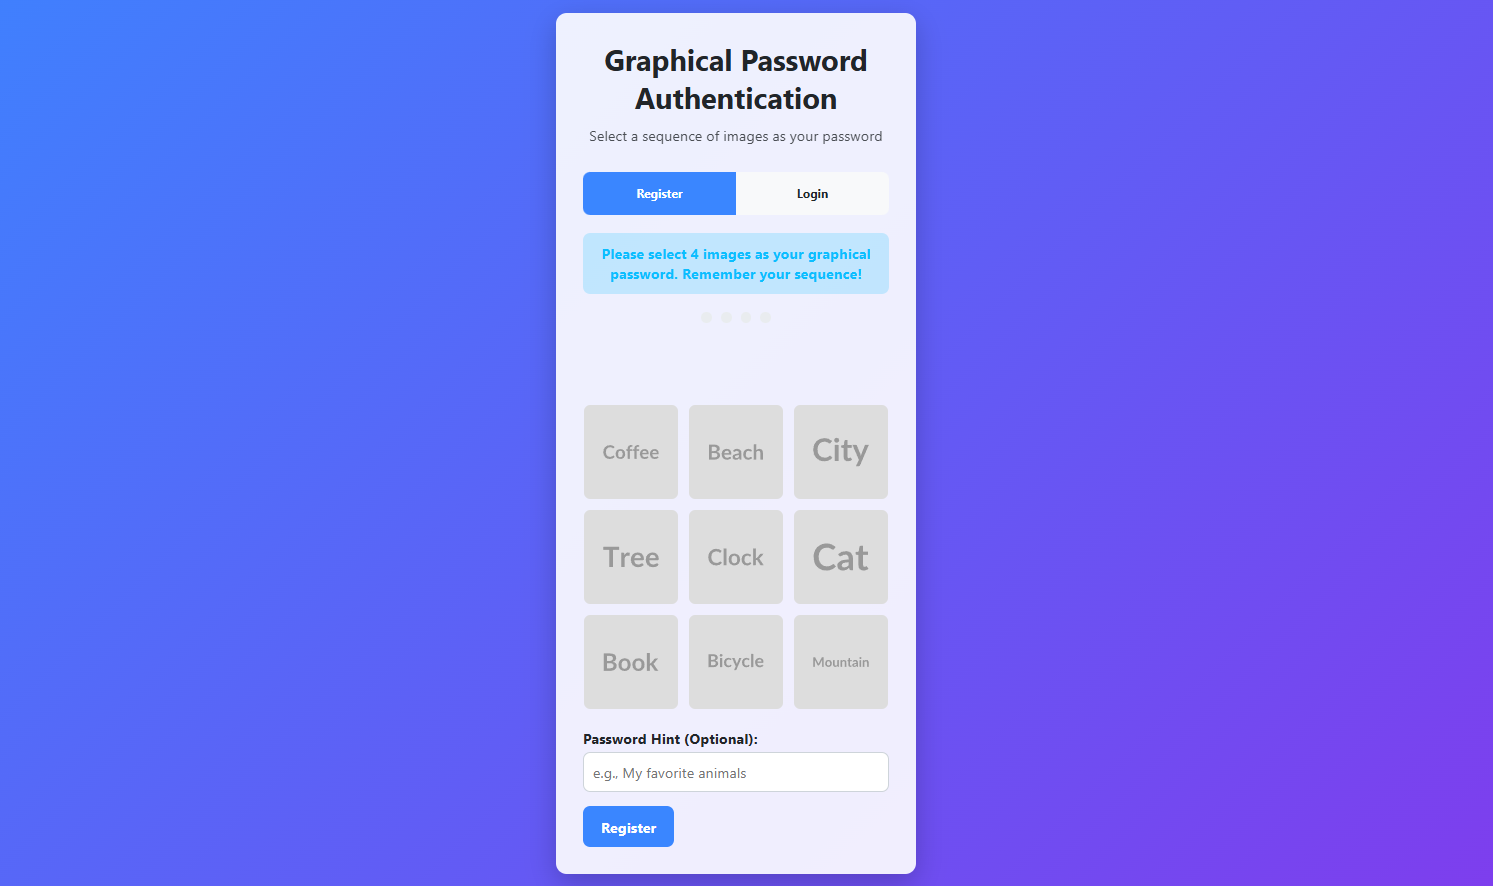 Graphical Password
Authentication
Select a sequence of images as your password
Register
Login
Please select 4 images as your graphical
password. Remember your sequence!
Coffee
Beach
City
Tree
Clock
Cat
Book
Bicycle
Mountain
Password Hint (Optional):
e.g., My favorite animals
Register